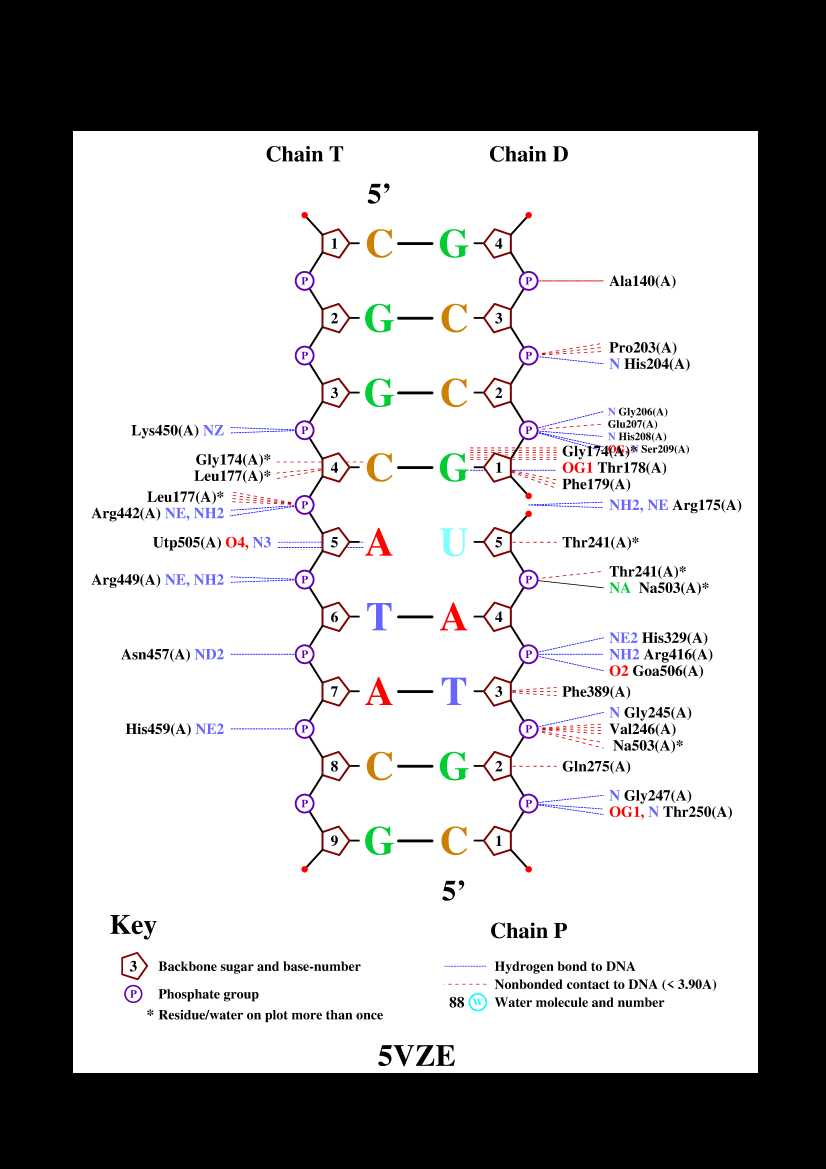 Chain T Chain D
5’
1 C G 4
P P Ala140(A)
2 G C 3
Pro203(A)
P P
N His204(A)
3 G C 2
N Gly206(A)
Glu207(A)
Lys450(A) NZ P P
N His208(A)
N Ser209(A)
Gly174(A)* Gly174(A)*
4 C G 1 OG1 Thr178(A)
Leu177(A)* Phe179(A)
Leu177(A)*
P NH2, NE Arg175(A)
Arg442(A) NE, NH2
Utp505(A) O4, N3 5 A U 5 Thr241(A)*
Thr241(A)*
Arg449(A) NE, NH2 P P
NA Na503(A)*
6 T A 4
NE2 His329(A)
Asn457(A) ND2 P P NH2 Arg416(A)
O2 Goa506(A)
7 A T 3 Phe389(A)
N Gly245(A)
His459(A) NE2 P P Val246(A)
Na503(A)*
8 C G 2 Gln275(A)
N Gly247(A)
P P
OG1, N Thr250(A)
9 G C 1
5’
Key
Chain P
3 Backbone sugar and base-number
Hydrogen bond to DNA
Nonbonded contact to DNA (< 3.90A)
P Phosphate group
88 W Water molecule and number
* Residue/water on plot more than once
5VZE